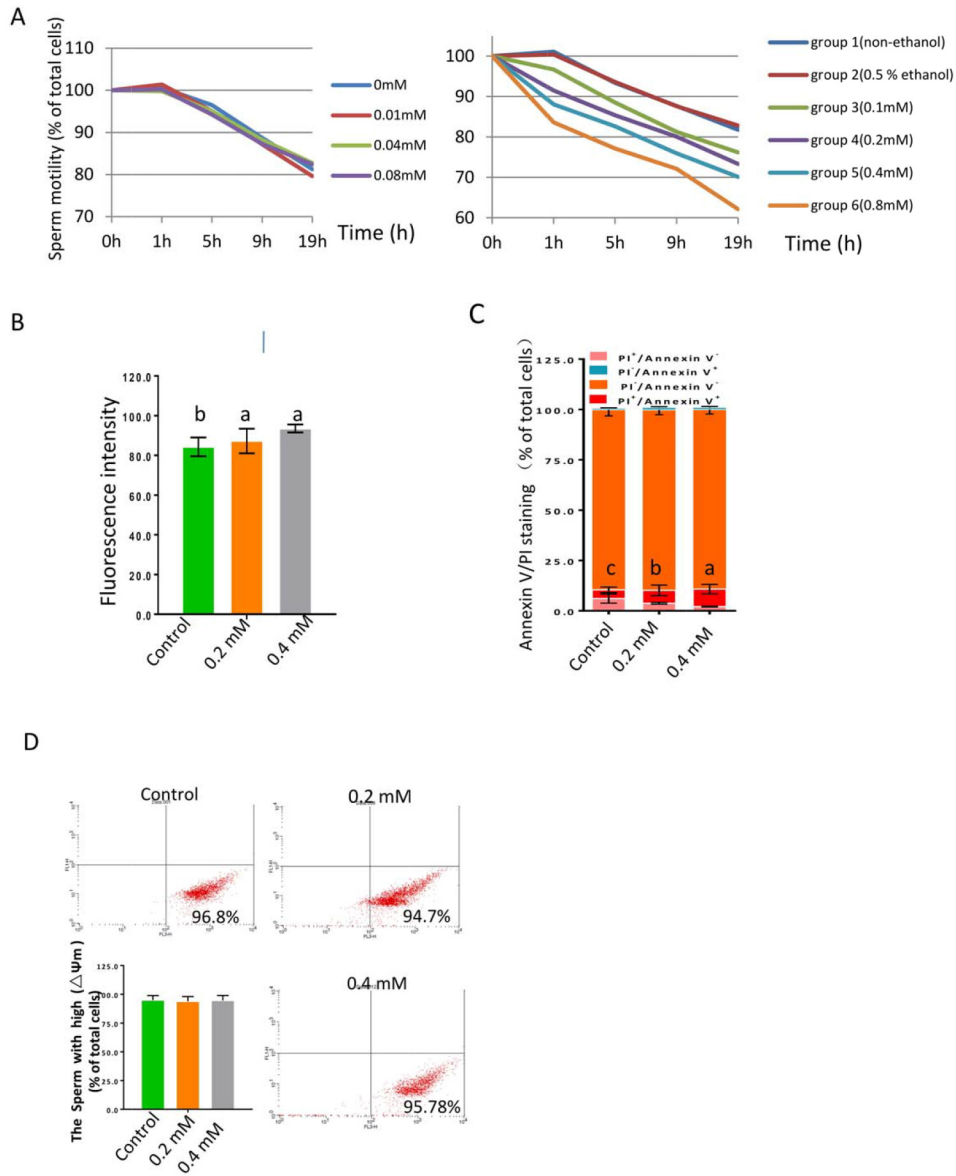 A
Sperm motility (% of total cells)
110
100
90
80
70
0h
1h
5h
9h
19h
Time (h)
0mM
0.01mM
0.04mM
0.08mM
100
90
80
70
60
0h
1h
5h
9h
19h
Time (h)
group 1(non-ethanol)
group 2(0.5 % ethanol)
group 3(0.1mM)
group 4(0.2mM)
group 5(0.4mM)
group 6(0.8mM)
B
Fluorescence intensity
120.0
100.0
80.0
60.0
40.0
20.0
0.0
b
a
a
Control
0.2 mM
0.4 mM
C
Annexin V/PI staining (% of total cells)
PI⁺/Annexin V⁻
PI⁻/Annexin V⁺
PI⁻/Annexin V⁻
PI⁺/Annexin V⁺
125.0
100.0
75.0
50.0
25.0
0.0
c
b
a
Control
0.2 mM
0.4 mM
D
Control
96.8%
0.2 mM
94.7%
The Sperm with high (△Ψm)
(% of total cells)
125.0
100.0
75.0
50.0
25.0
0.0
Control
0.2 mM
0.4 mM
0.4 mM
95.78%